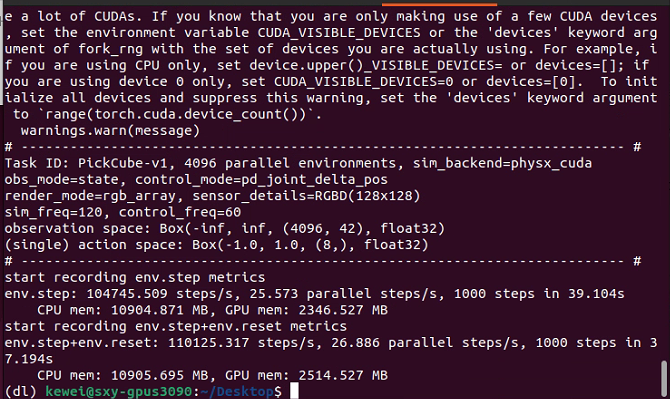 e a lot of CUDAs. If you know that you are only making use of a few CUDA devices
, set the environment variable CUDA_VISIBLE_DEVICES or the 'devices' keyword arg
ument of fork_rng with the set of devices you are actually using. For example, i
f you are using CPU only, set device.upper()_VISIBLE_DEVICES= or devices=[]; if
you are using device 0 only, set CUDA_VISIBLE_DEVICES=0 or devices=[0].  To init
ialize all devices and suppress this warning, set the 'devices' keyword argument
 to `range(torch.cuda.device_count())`.
  warnings.warn(message)
# -------------------------------------------------------------------------- #
Task ID: PickCube-v1, 4096 parallel environments, sim_backend=physx_cuda
obs_mode=state, control_mode=pd_joint_delta_pos
render_mode=rgb_array, sensor_details=RGBD(128x128)
sim_freq=120, control_freq=60
observation space: Box(-inf, inf, (4096, 42), float32)
(single) action space: Box(-1.0, 1.0, (8,), float32)
# -------------------------------------------------------------------------- #
start recording env.step metrics
env.step: 104745.509 steps/s, 25.573 parallel steps/s, 1000 steps in 39.104s
    CPU mem: 10904.871 MB, GPU mem: 2346.527 MB
start recording env.step+env.reset metrics
env.step+env.reset: 110125.317 steps/s, 26.886 parallel steps/s, 1000 steps in 3
7.194s
    CPU mem: 10905.695 MB, GPU mem: 2514.527 MB
(dl) kewei@sxy-gpus3090:~/Desktop$